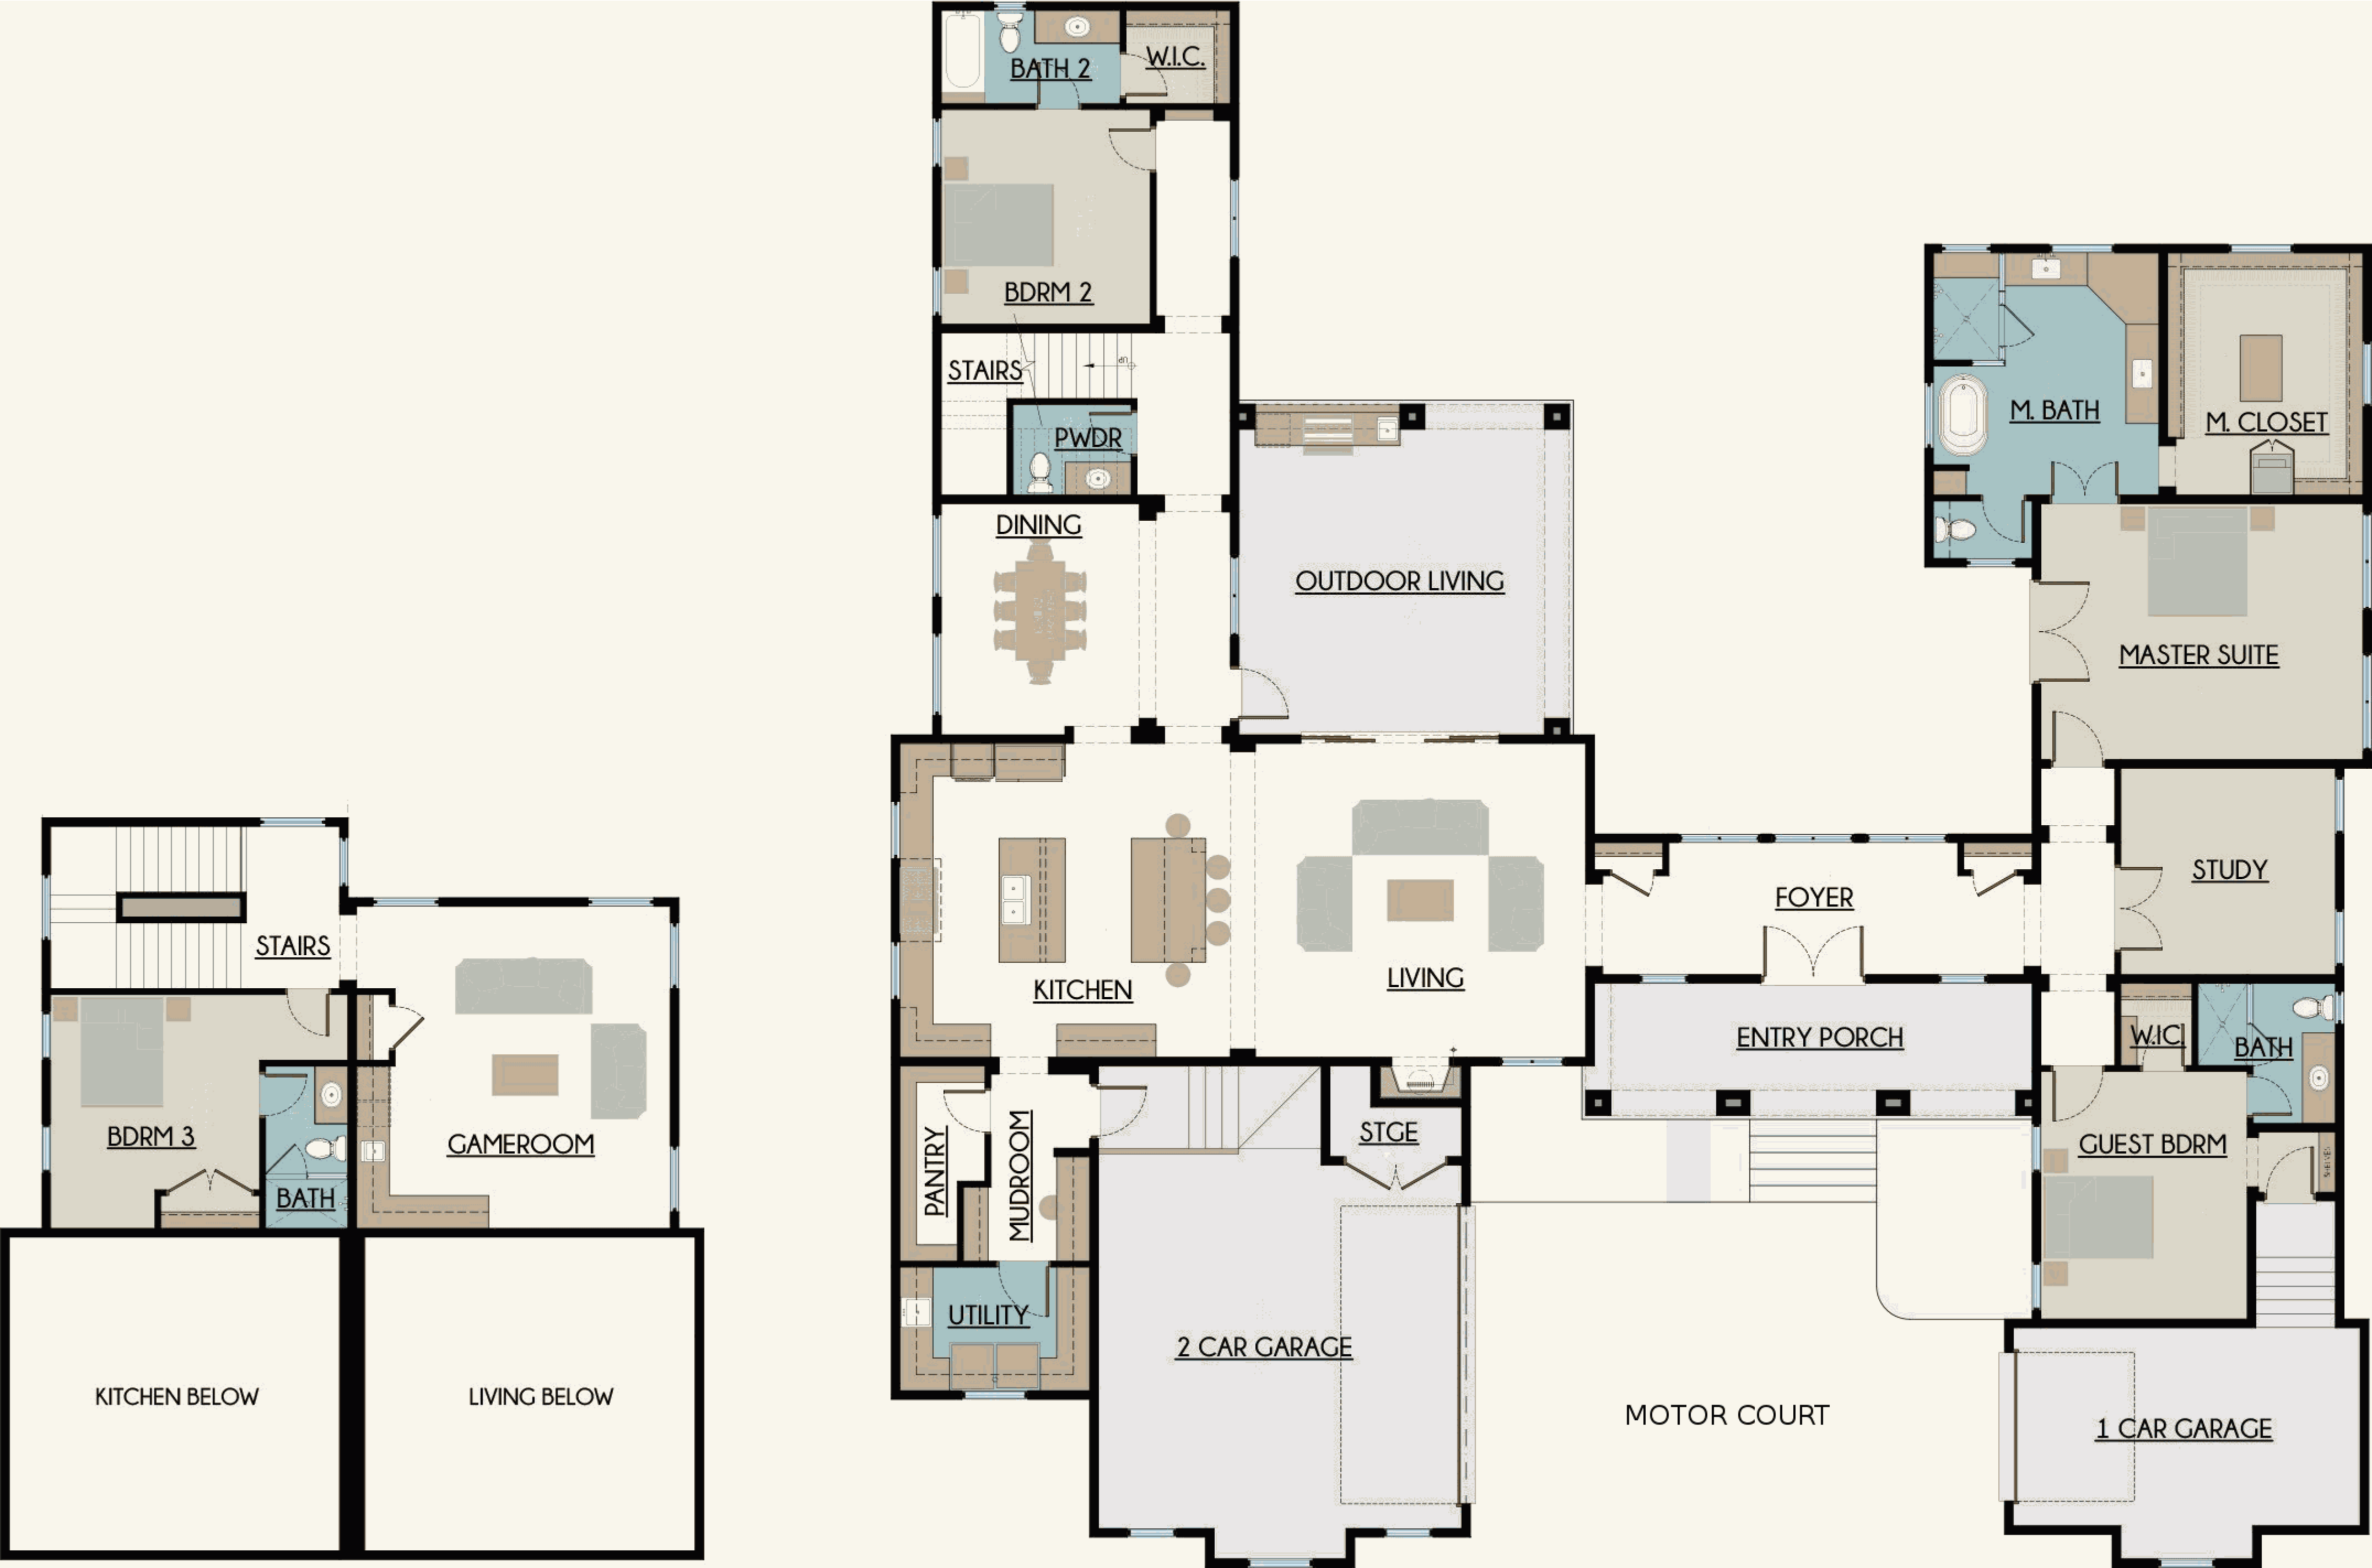 BATH 2
W.I.C.
BDRM 2
STAIRS
UP
PWDR
DINING
OUTDOOR LIVING
M. BATH
M. CLOSET
MASTER SUITE
STUDY
FOYER
KITCHEN
LIVING
ENTRY PORCH
W.I.C.
BATH
GUEST BDRM
STGE
PANTRY
MUDROOM
UTILITY
2 CAR GARAGE
MOTOR COURT
1 CAR GARAGE
STAIRS
BDRM 3
BATH
GAMEROOM
KITCHEN BELOW
LIVING BELOW